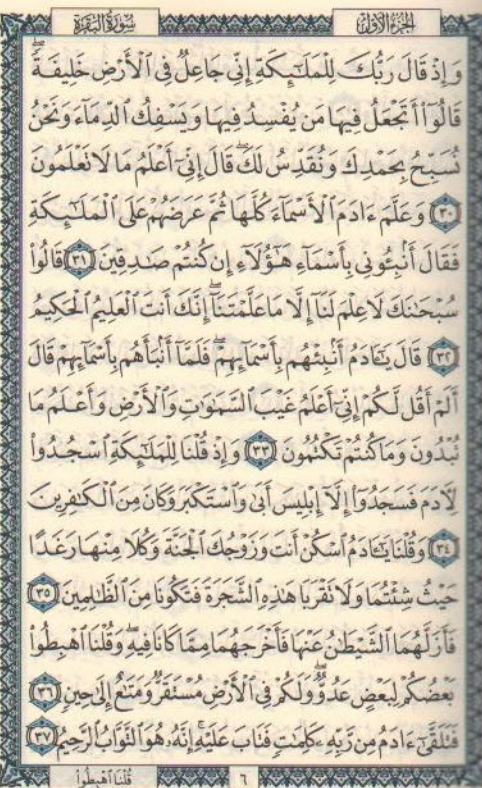 الجزء الأول
سورة البقرة
وَإِذْ قَالَ رَبُّكَ لِلْمَلَٰٓئِكَةِ إِنِّى جَاعِلٌ فِى ٱلْأَرْضِ خَلِيفَةً ۖ
قَالُوٓا۟ أَتَجْعَلُ فِيهَا مَن يُفْسِدُ فِيهَا وَيَسْفِكُ ٱلدِّمَآءَ وَنَحْنُ
نُسَبِّحُ بِحَمْدِكَ وَنُقَدِّسُ لَكَ ۖ قَالَ إِنِّىٓ أَعْلَمُ مَا لَا تَعْلَمُونَ
٣٠ وَعَلَّمَ ءَادَمَ ٱلْأَسْمَآءَ كُلَّهَا ثُمَّ عَرَضَهُمْ عَلَى ٱلْمَلَٰٓئِكَةِ
فَقَالَ أَنۢبِـُٔونِى بِأَسْمَآءِ هَٰٓؤُلَآءِ إِن كُنتُمْ صَٰدِقِينَ ٣١ قَالُوا۟
سُبْحَٰنَكَ لَا عِلْمَ لَنَآ إِلَّا مَا عَلَّمْتَنَآ ۖ إِنَّكَ أَنتَ ٱلْعَلِيمُ ٱلْحَكِيمُ
٣٢ قَالَ يَٰٓـَٔادَمُ أَنۢبِئْهُم بِأَسْمَآئِهِمْ ۖ فَلَمَّآ أَنۢبَأَهُم بِأَسْمَآئِهِمْ قَالَ
أَلَمْ أَقُل لَّكُمْ إِنِّىٓ أَعْلَمُ غَيْبَ ٱلسَّمَٰوَٰتِ وَٱلْأَرْضِ وَأَعْلَمُ مَا
تُبْدُونَ وَمَا كُنتُمْ تَكْتُمُونَ ٣٣ وَإِذْ قُلْنَا لِلْمَلَٰٓئِكَةِ ٱسْجُدُوا۟
لِءَادَمَ فَسَجَدُوٓا۟ إِلَّآ إِبْلِيسَ أَبَىٰ وَٱسْتَكْبَرَ وَكَانَ مِنَ ٱلْكَٰفِرِينَ
٣٤ وَقُلْنَا يَٰٓـَٔادَمُ ٱسْكُنْ أَنتَ وَزَوْجُكَ ٱلْجَنَّةَ وَكُلَا مِنْهَا رَغَدًا
حَيْثُ شِئْتُمَا وَلَا تَقْرَبَا هَٰذِهِ ٱلشَّجَرَةَ فَتَكُونَا مِنَ ٱلظَّٰلِمِينَ ٣٥
فَأَزَلَّهُمَا ٱلشَّيْطَٰنُ عَنْهَا فَأَخْرَجَهُمَا مِمَّا كَانَا فِيهِ ۖ وَقُلْنَا ٱهْبِطُوا۟
بَعْضُكُمْ لِبَعْضٍ عَدُوٌّ ۖ وَلَكُمْ فِى ٱلْأَرْضِ مُسْتَقَرٌّ وَمَتَٰعٌ إِلَىٰ حِينٍ ٣٦
فَتَلَقَّىٰٓ ءَادَمُ مِن رَّبِّهِۦ كَلِمَٰتٍ فَتَابَ عَلَيْهِ ۚ إِنَّهُۥ هُوَ ٱلتَّوَّابُ ٱلرَّحِيمُ ٣٧
٦
قُلْنَا ٱهْبِطُوا۟